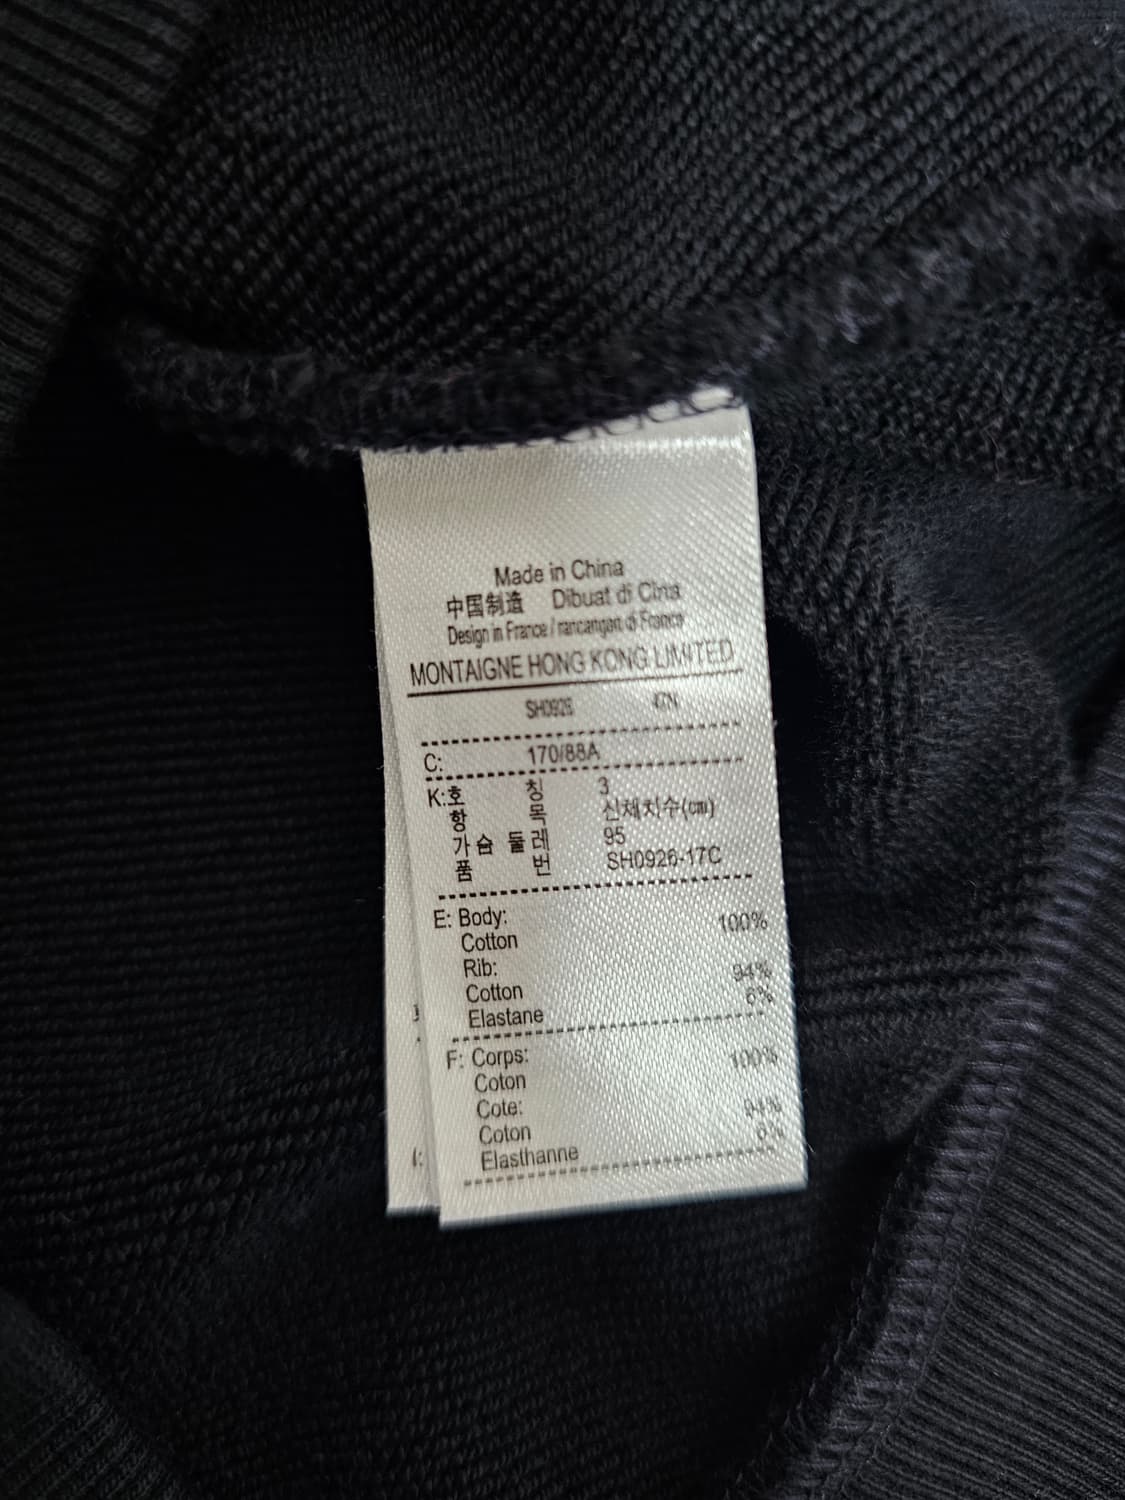 Made in China
中国制造 Dibuat di Cina
Design in France / rancangan di France
MONTAIGNE HONG KONG LIMITED
SH0926 47N
C: 170/88A
K:호 칭 3
항 목 신체치수(cm)
가슴 둘레 95
품 번 SH0926-17C
E: Body: 100%
Cotton
Rib: 94%
Cotton 6%
Elastane
F: Corps: 100%
Coton
Cote: 94%
Coton 6%
Elasthanne